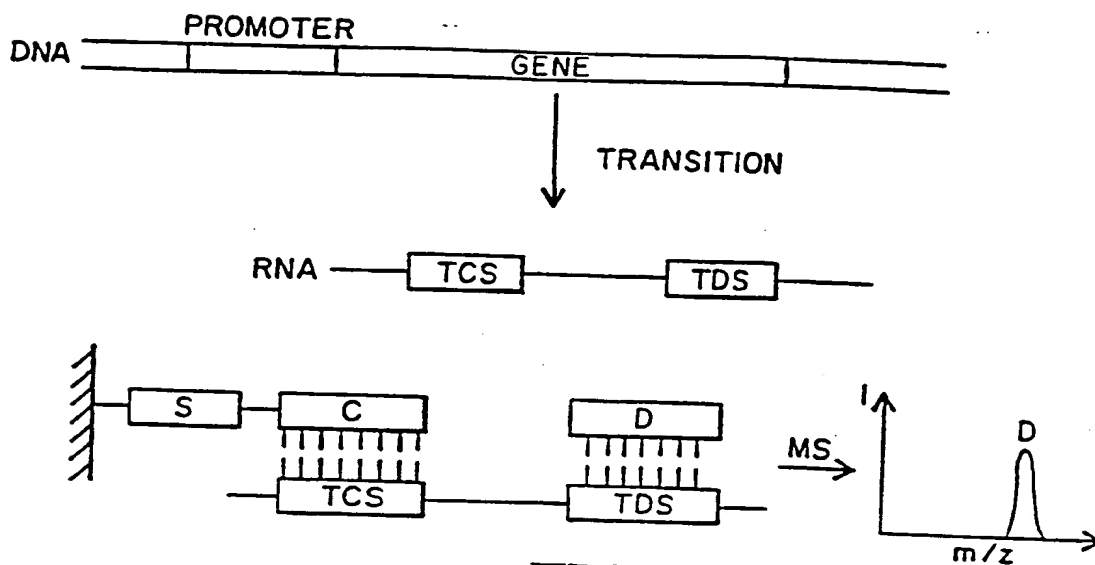 PROMOTER
DNA
GENE
TRANSITION
RNA
TCS
TDS
S
C
D
TCS
TDS
MS
I
D
m/z